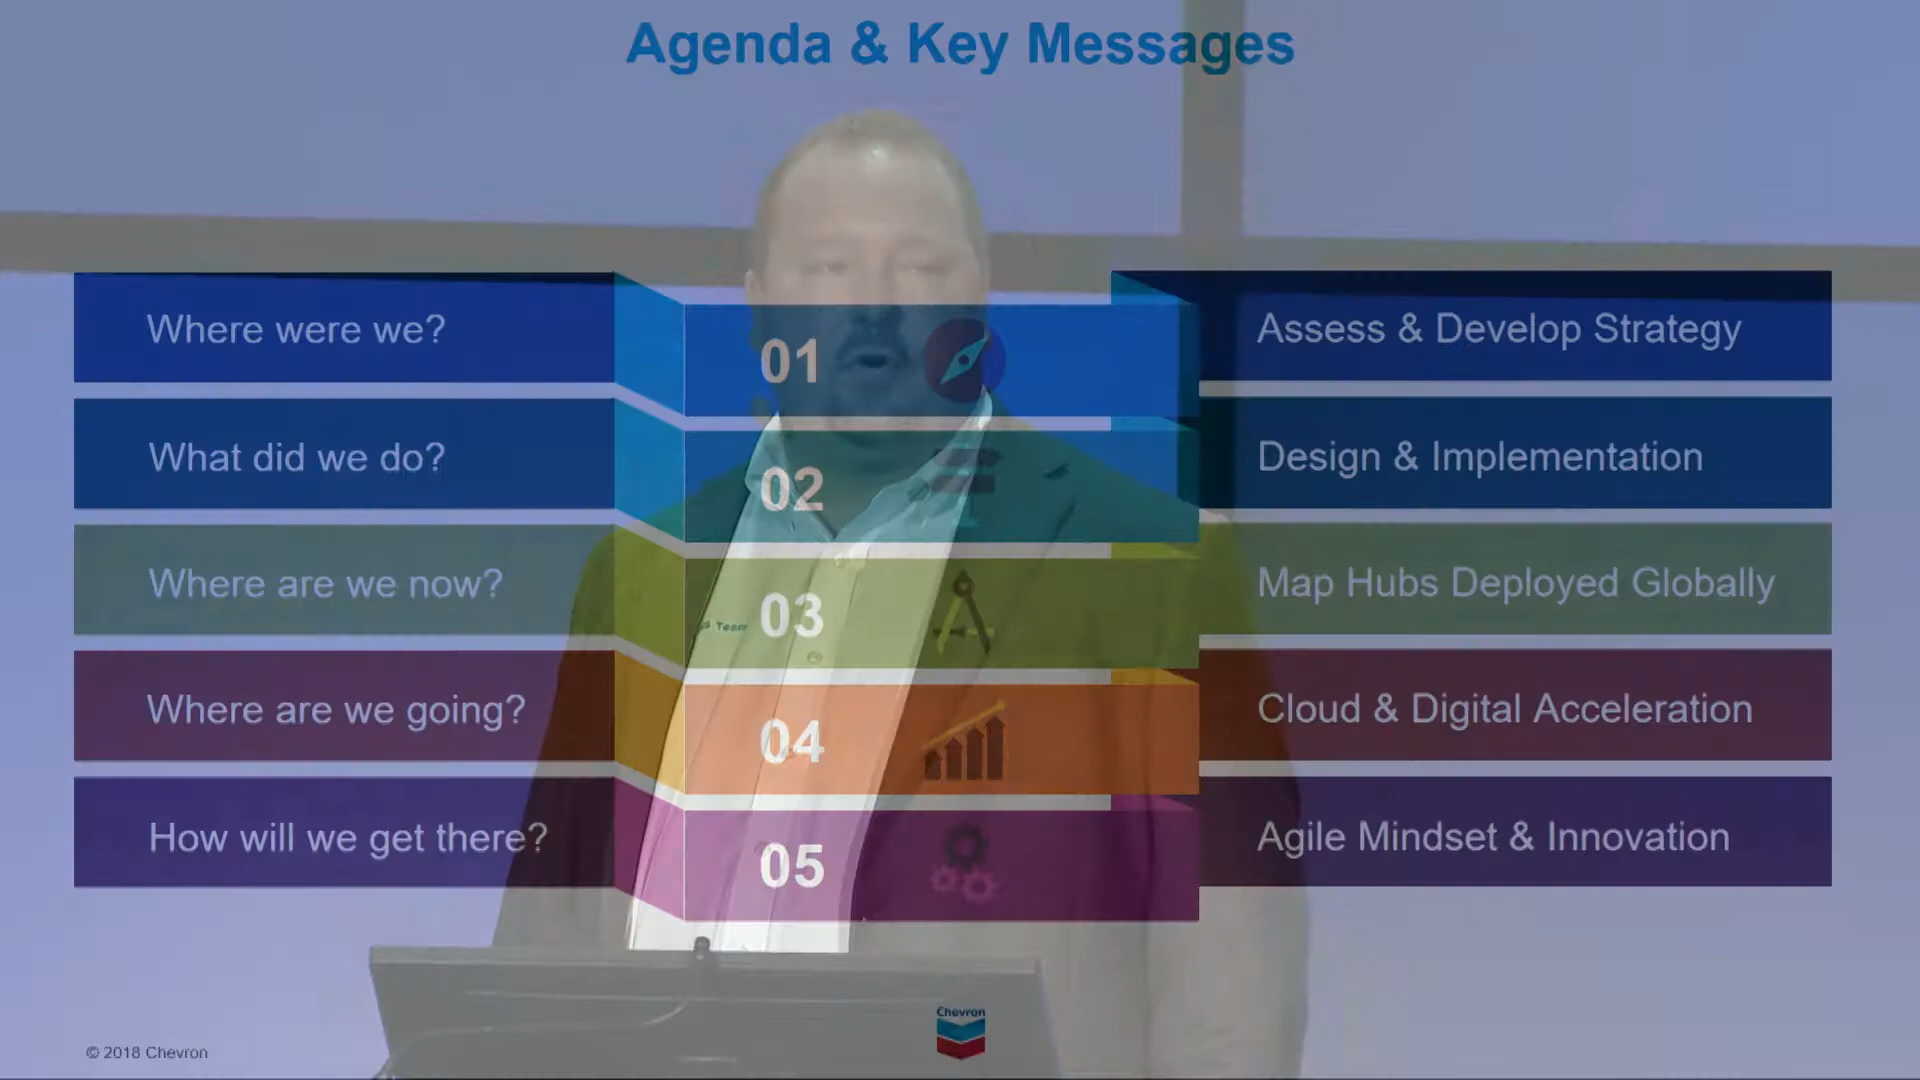 Agenda & Key Messages
Where were we?
01
Assess & Develop Strategy
What did we do?
02
Design & Implementation
Where are we now?
03
Map Hubs Deployed Globally
Team
Where are we going?
04
Cloud & Digital Acceleration
How will we get there?
05
Agile Mindset & Innovation
Chevron
© 2018 Chevron